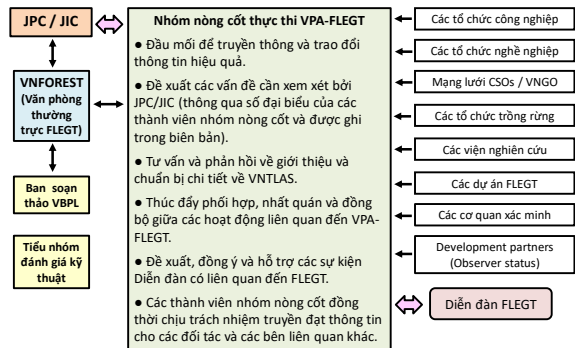 JPC / JIC
VNFOREST
(Văn phòng
thường
trực FLEGT)
Ban soạn
thảo VBPL
Tiểu nhóm
đánh giá kỹ
thuật
Nhóm nòng cốt thực thi VPA-FLEGT
● Đầu mối để truyền thông và trao đổi
thông tin hiệu quả.
● Đề xuất các vấn đề cần xem xét bởi
JPC/JIC (thông qua số đại biểu của các
thành viên nhóm nòng cốt và được ghi
trong biên bản).
● Tư vấn và phản hồi về giới thiệu và
chuẩn bị chi tiết về VNTLAS.
● Thúc đẩy phối hợp, nhất quán và đồng
bộ giữa các hoạt động liên quan đến VPA-
FLEGT.
● Đề xuất, đồng ý và hỗ trợ các sự kiện
Diễn đàn có liên quan đến FLEGT.
● Các thành viên nhóm nòng cốt đồng
thời chịu trách nhiệm truyền đạt thông tin
cho các đối tác và các bên liên quan khác.
Các tổ chức công nghiệp
Các tổ chức nghề nghiệp
Mạng lưới CSOs / VNGO
Các tổ chức trồng rừng
Các viện nghiên cứu
Các dự án FLEGT
Các cơ quan xác minh
Development partners
(Observer status)
Diễn đàn FLEGT